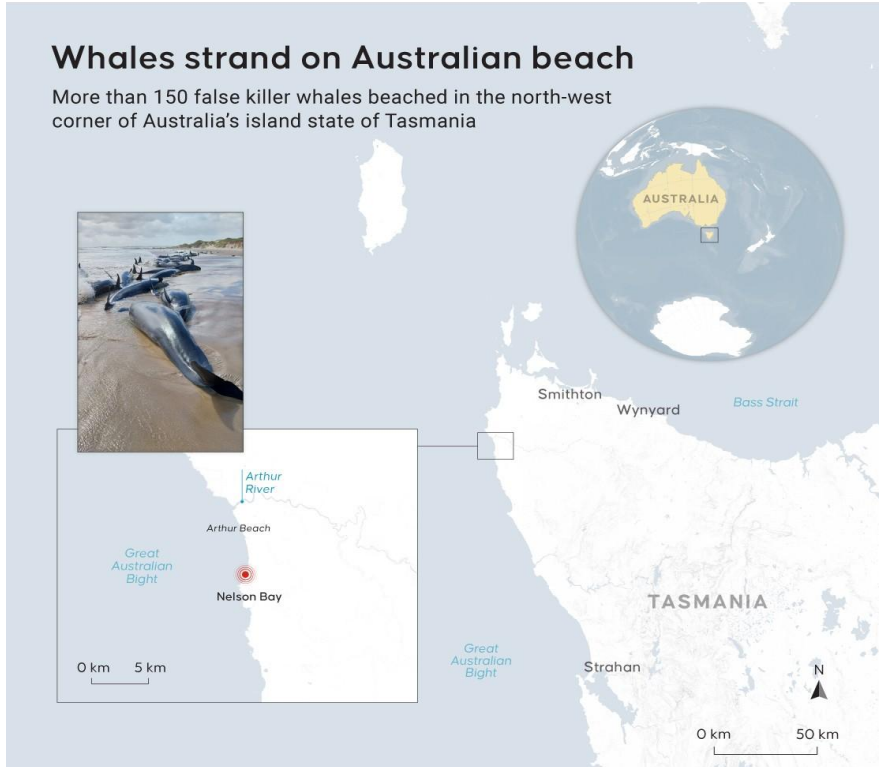 Whales strand on Australian beach
More than 150 false killer whales beached in the north-west
corner of Australia's island state of Tasmania
AUSTRALIA
Smithton
Wynyard
Bass Strait
Arthur
River
Arthur Beach
Great
Australian
Bight
Nelson Bay
0 km 5 km
TASMANIA
Great
Australian
Bight
Strahan
N
0 km 50 km